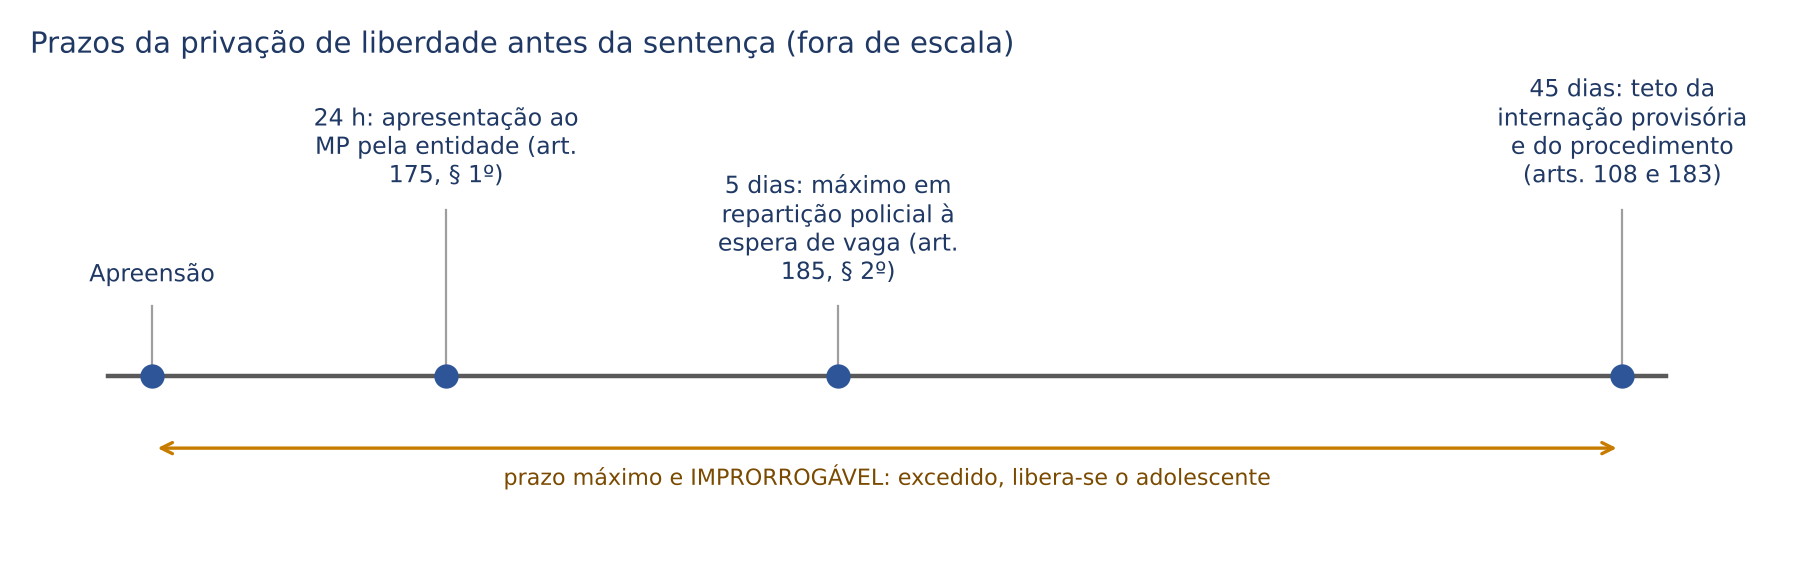 Prazos da privação de liberdade antes da sentença (fora de escala)
Apreensão
24 h: apresentação ao
MP pela entidade (art.
175, § 1º)
5 dias: máximo em
repartição policial à
espera de vaga (art.
185, § 2º)
45 dias: teto da
internação provisória
e do procedimento
(arts. 108 e 183)
prazo máximo e IMPRORROGÁVEL: excedido, libera-se o adolescente